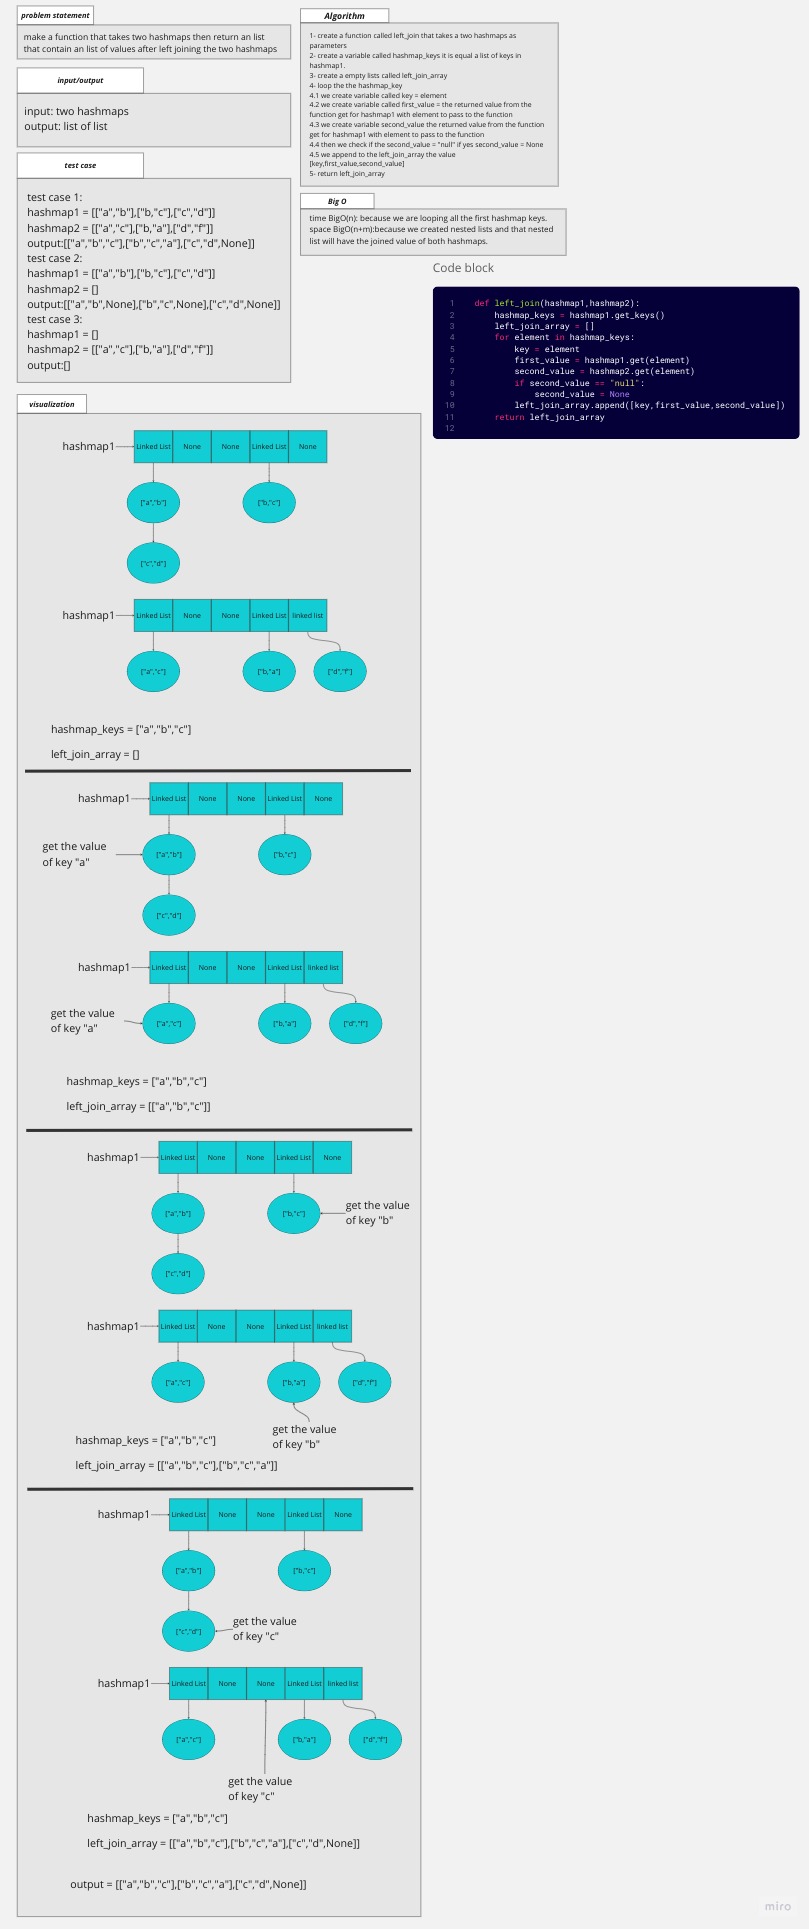 problem statement
make a function that takes two hashmaps then return an list
that contain an list of values after left joining the two hashmaps
input/output
input: two hashmaps
output: list of list
test case
test case 1:
hashmap1 = [["a","b"],["b,"c"],["c","d"]]
hashmap2 = [["a","c"],["b,"a"],["d","f"]]
output:[["a","b","c"],["b","c","a"],["c","d",None]]
test case 2:
hashmap1 = [["a","b"],["b,"c"],["c","d"]]
hashmap2 = []
output:[["a","b",None],["b","c",None],["c","d",None]]
test case 3:
hashmap1 = []
hashmap2 = [["a","c"],["b,"a"],["d","f"]]
output:[]
Algorithm
1- create a function called left_join that takes a two hashmaps as
parameters
2- create a variable called hashmap_keys it is equal a list of keys in
hashmap1.
3- create a empty lists called left_join_array
4- loop the the hashmap_key
4.1 we create variable called key = element
4.2 we create variable called first_value = the returned value from the
function get for hashmap1 with element to pass to the function
4.3 we create variable second_value the returned value from the function
get for hashmap1 with element to pass to the function
4.4 then we check if the second_value = "null" if yes second_value = None
4.5 we append to the left_join_array the value
[key,first_value,second_value]
5- return left_join_array
Big O
time BigO(n): because we are looping all the first hashmap keys.
space BigO(n+m):because we created nested lists and that nested
list will have the joined value of both hashmaps.
Code block
1 def left_join(hashmap1,hashmap2):
2 hashmap_keys = hashmap1.get_keys()
3 left_join_array = []
4 for element in hashmap_keys:
5 key = element
6 first_value = hashmap1.get(element)
7 second_value = hashmap2.get(element)
8 if second_value == "null":
9 second_value = None
10 left_join_array.append([key,first_value,second_value])
11 return left_join_array
12
visualization
hashmap1 Linked List None None Linked List None
["a","b"] ["b,"c"]
["c","d"]
hashmap1 Linked List None None Linked List linked list
["a","c"] ["b,"a"] ["d","f"]
hashmap_keys = ["a","b","c"]
left_join_array = []
hashmap1 Linked List None None Linked List None
get the value
of key "a"
["a","b"] ["b,"c"]
["c","d"]
hashmap1 Linked List None None Linked List linked list
get the value
of key "a"
["a","c"] ["b,"a"] ["d","f"]
hashmap_keys = ["a","b","c"]
left_join_array = [["a","b","c"]]
hashmap1 Linked List None None Linked List None
["a","b"] ["b,"c"]
get the value
of key "b"
["c","d"]
hashmap1 Linked List None None Linked List linked list
["a","c"] ["b,"a"] ["d","f"]
get the value
of key "b"
hashmap_keys = ["a","b","c"]
left_join_array = [["a","b","c"],["b","c","a"]]
hashmap1 Linked List None None Linked List None
["a","b"] ["b,"c"]
["c","d"]
get the value
of key "c"
hashmap1 Linked List None None Linked List linked list
["a","c"] ["b,"a"] ["d","f"]
get the value
of key "c"
hashmap_keys = ["a","b","c"]
left_join_array = [["a","b","c"],["b","c","a"],["c","d",None]]
output = [["a","b","c"],["b","c","a"],["c","d",None]]
miro